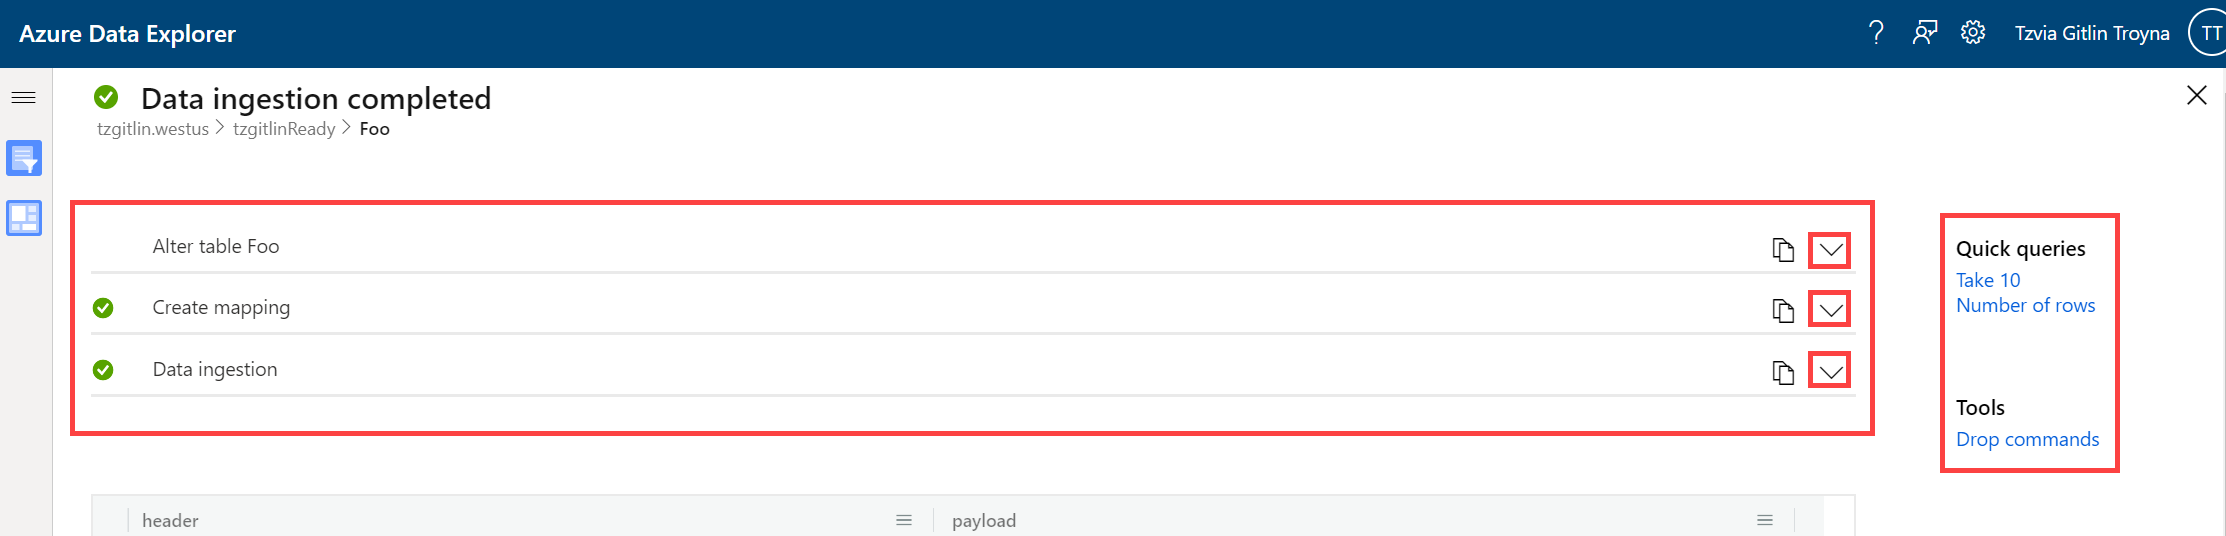 Azure Data Explorer
Tzvia Gitlin Troyna
TT
Data ingestion completed
tzgitlin.westus > tzgitlinReady > Foo
Alter table Foo
Create mapping
Data ingestion
Quick queries
Take 10
Number of rows
Tools
Drop commands
header
payload